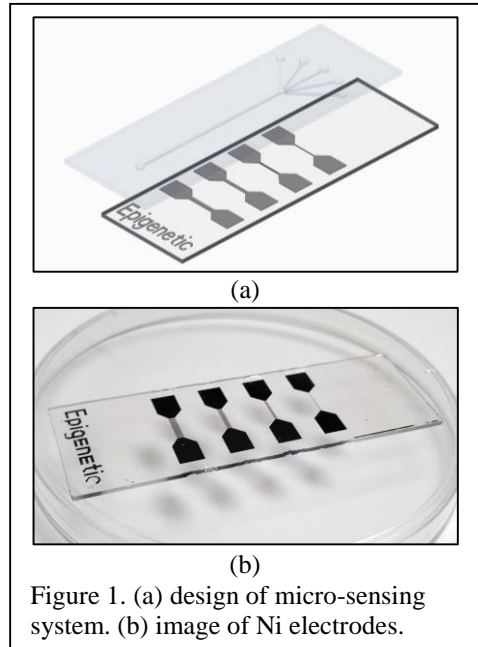 Epigenetic
(a)
Epigenetic
(b)
Figure 1. (a) design of micro-sensing
system. (b) image of Ni electrodes.